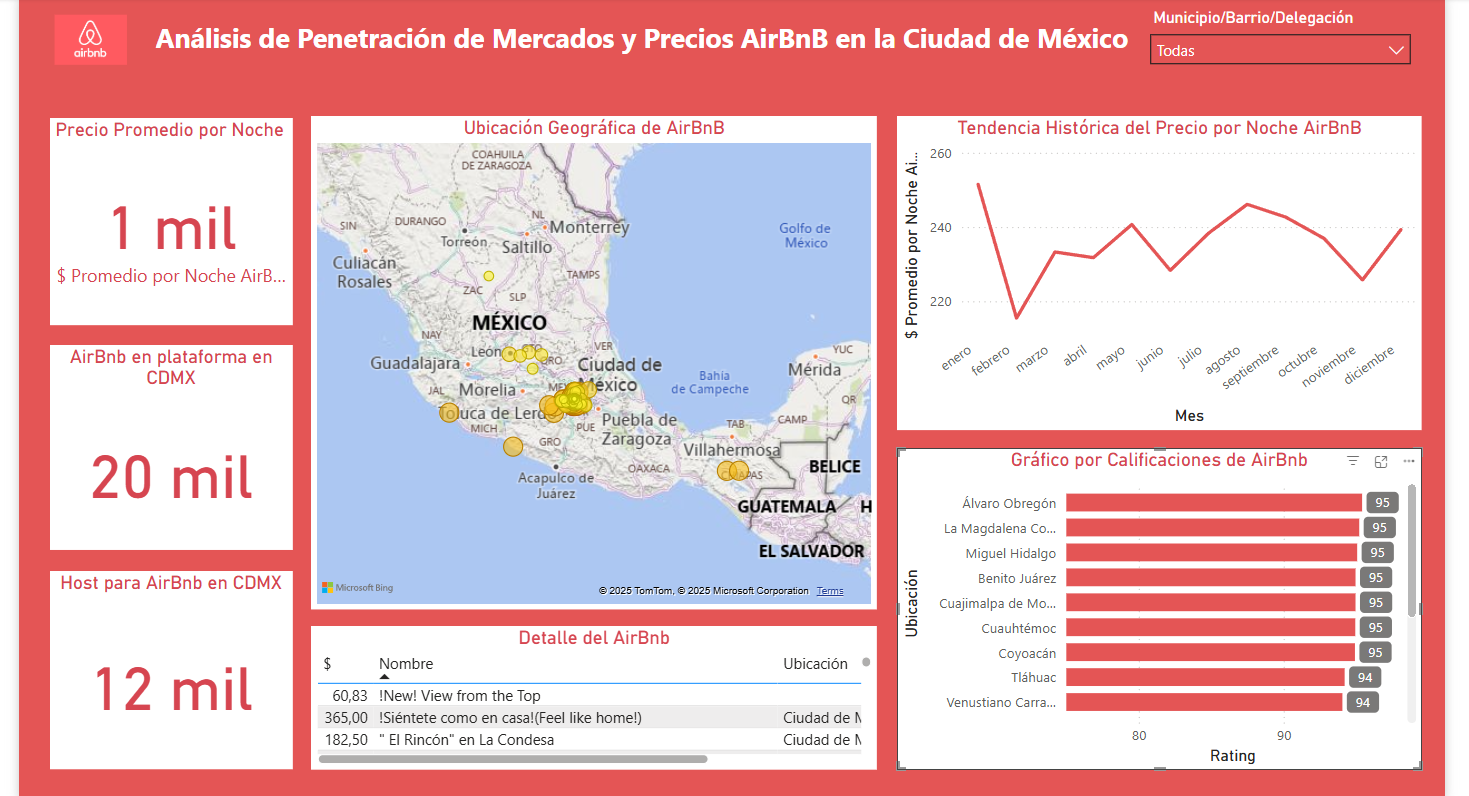 airbnb
Análisis de Penetración de Mercados y Precios AirBnB en la Ciudad de México
Municipio/Barrio/Delegación
Todas
Precio Promedio por Noche
1 mil
$ Promedio por Noche AirB...
AirBnb en plataforma en
CDMX
20 mil
Host para AirBnb en CDMX
12 mil
Ubicación Geográfica de AirBnB
COAHUILA
DE ZARAGOZA
SIN
DURANGO
NL
Monterrey
Torreón
Saltillo
Golfo de
México
Culiacán
Rosales
TAMPS
ZAC
SLP
MÉXICO
NAY
VER
YUC
León
GTO
QRO
Guadalajara
Ciudad de
México
Mérida
Bahía
de Campeche
JAL
Morelia
MEX
QR
Toluca de Lerdo
CAMP
MICH
PUE
Puebla de
Zaragoza
TAB
GRO
Villahermosa
OAXACA
CHIAPAS
BELICE
Acapulco de
Juárez
GUATEMALA
H
EL SALVADOR
Microsoft Bing
© 2025 TomTom, © 2025 Microsoft Corporation
Terms
Detalle del AirBnb
$ Nombre Ubicación
60,83 !New! View from the Top
365,00 !Siéntete como en casa!(Feel like home!) Ciudad de M
182,50 " El Rincón" en La Condesa Ciudad de M
Tendencia Histórica del Precio por Noche AirBnB
$ Promedio por Noche Ai...
260
240
220
enero
febrero
marzo
abril
mayo
junio
julio
agosto
septiembre
octubre
noviembre
diciembre
Mes
Gráfico por Calificaciones de AirBnb
Ubicación
Álvaro Obregón 95
La Magdalena Co... 95
Miguel Hidalgo 95
Benito Juárez 95
Cuajimalpa de Mo... 95
Cuauhtémoc 95
Coyoacán 95
Tláhuac 94
Venustiano Carra... 94
80
90
Rating